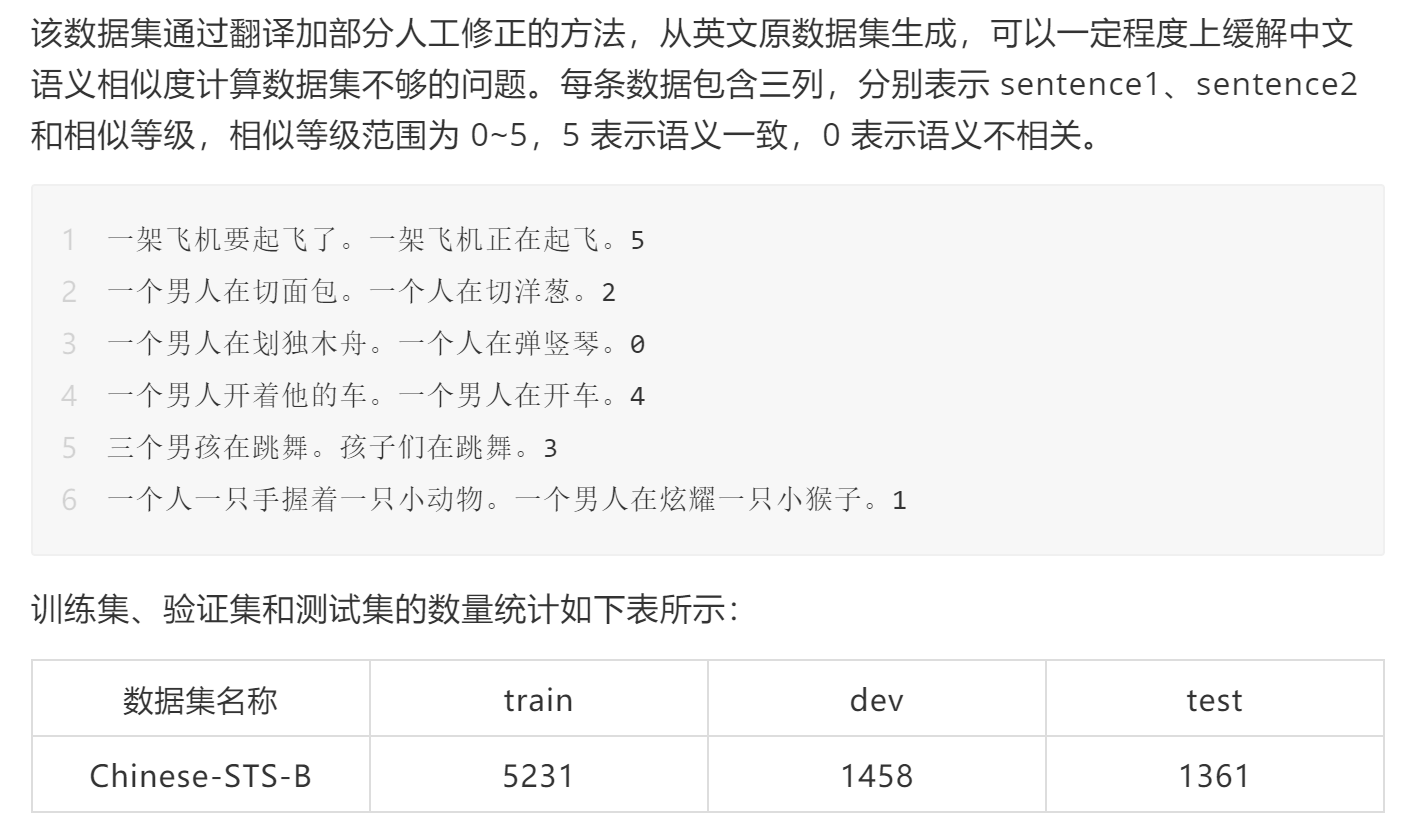 该数据集通过翻译加部分人工修正的方法，从英文原数据集生成，可以一定程度上缓解中文
语义相似度计算数据集不够的问题。每条数据包含三列，分别表示 sentence1、sentence2
和相似等级，相似等级范围为 0~5，5 表示语义一致，0 表示语义不相关。
1 一架飞机要起飞了。一架飞机正在起飞。5
2 一个男人在切面包。一个人在切洋葱。2
3 一个男人在划独木舟。一个人在弹竖琴。0
4 一个男人开着他的车。一个男人在开车。4
5 三个男孩在跳舞。孩子们在跳舞。3
6 一个人一只手握着一只小动物。一个男人在炫耀一只小猴子。1
训练集、验证集和测试集的数量统计如下表所示：
数据集名称 train dev test
Chinese-STS-B 5231 1458 1361